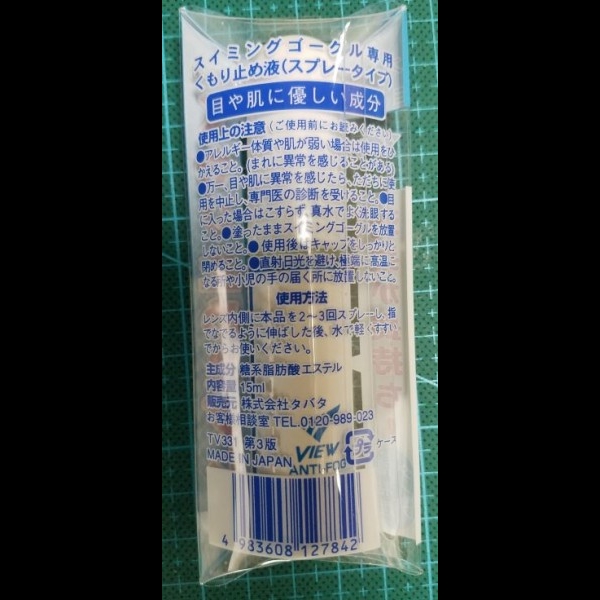 スイミングゴーグル専用
くもり止め液(スプレータイプ)
目や肌に優しい成分
使用上の注意(ご使用前にお読みください)
●アレルギー体質や肌が弱い場合は使用をひ
かえること。(まれに異常を感じることがある)
●万一、目や肌に異常を感じたら、ただちに使
用を中止し、専門医の診断を受けること。●目
に入った場合はこすらず、真水でよく洗眼する
こと。●塗ったままスイミングゴーグルを放置
しないこと。●使用後はキャップをしっかりと
閉めること。●直射日光を避け、極端に高温に
なる所や小児の手の届く所に放置しないこと。
使用方法
レンズ内側に本品を2〜3回スプレーし、指
でなでるように伸ばした後、水で軽くすすい
でからお使いください。
主成分 糖系脂肪酸エステル
内容量 15ml
販売元 株式会社タバタ
お客様相談室 TEL.0120-989-023
TV331 第3版
MADE IN JAPAN
VIEW
ANTI-FOG
プラ ケース
4 983608 127842
持ち